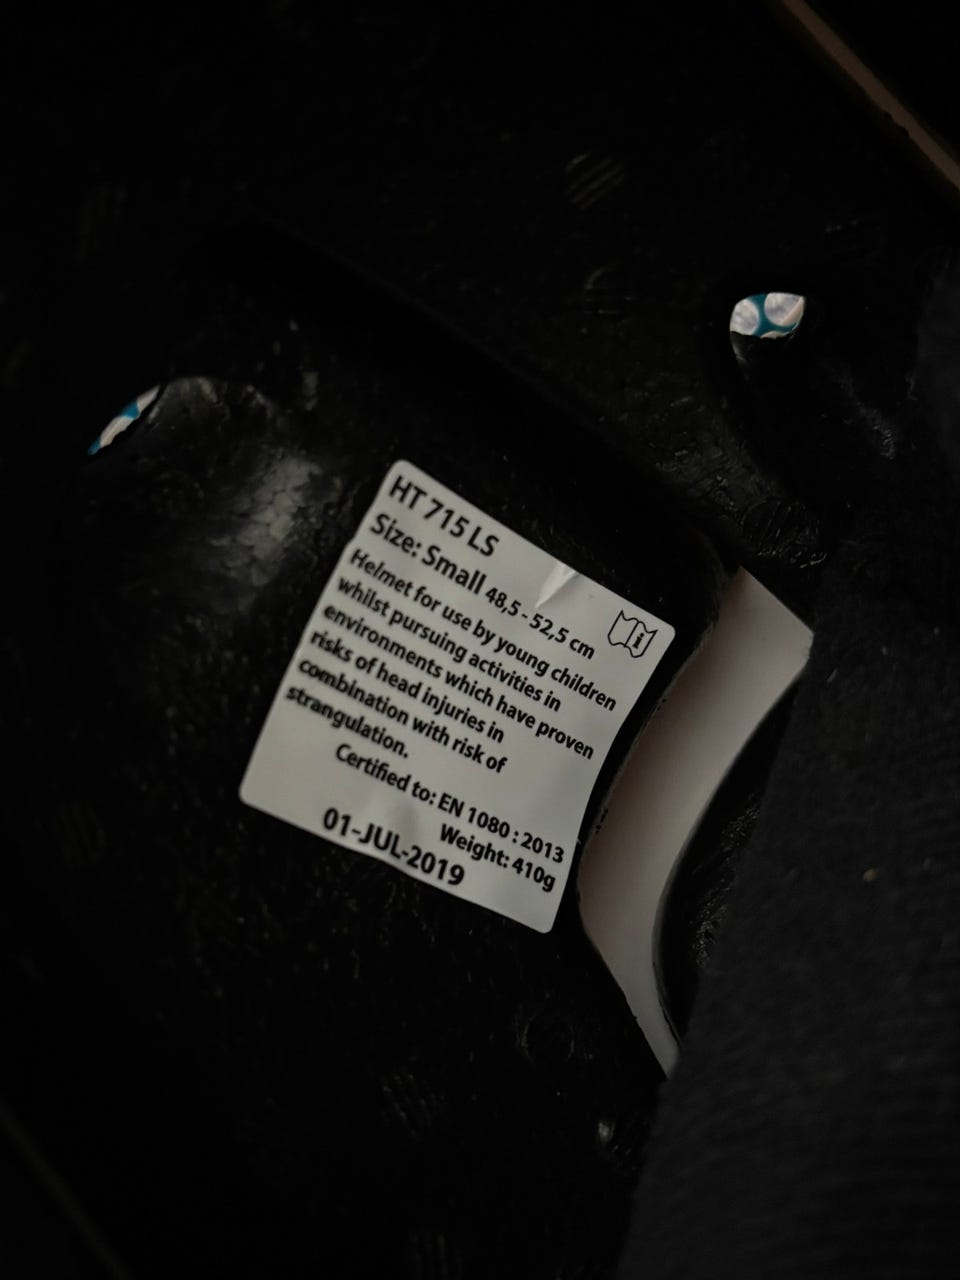 HT 715 LS
Size: Small 48,5 - 52,5 cm
Helmet for use by young children
whilst pursuing activities in
environments which have proven
risks of head injuries in
combination with risk of
strangulation.
Certified to: EN 1080 : 2013
Weight: 410g
01-JUL-2019